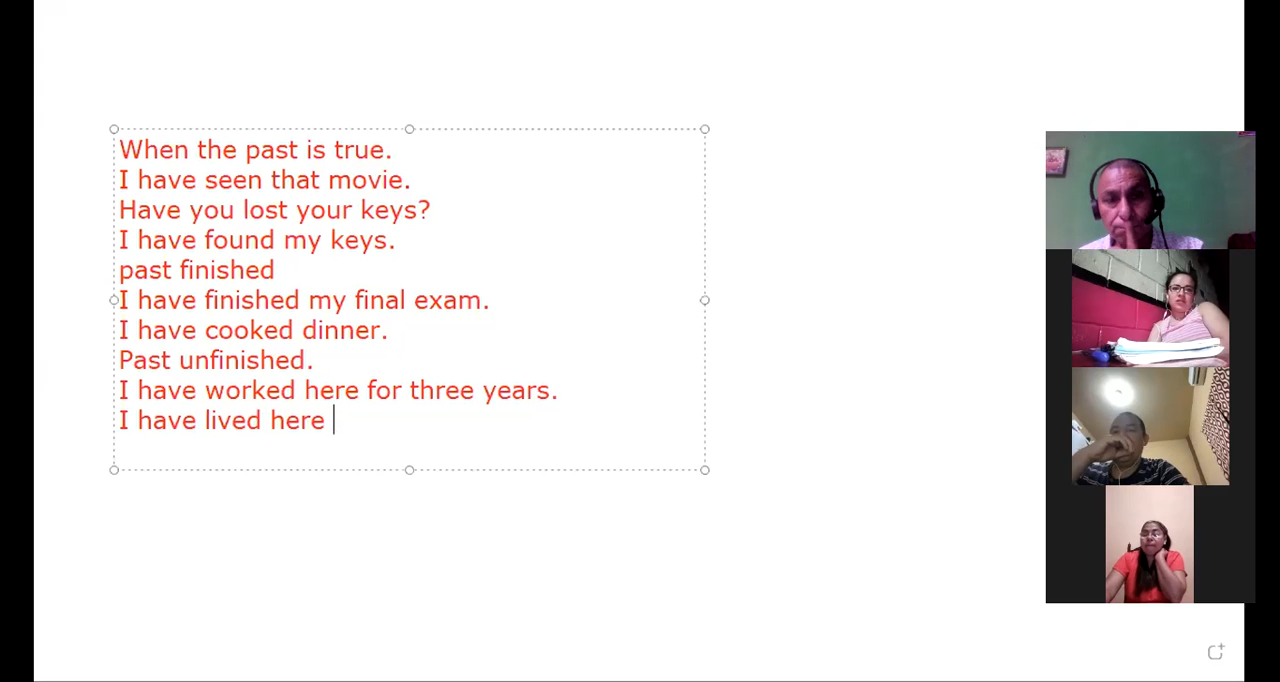 When the past is true.
I have seen that movie.
Have you lost your keys?
I have found my keys.
past finished
I have finished my final exam.
I have cooked dinner.
Past unfinished.
I have worked here for three years.
I have lived here